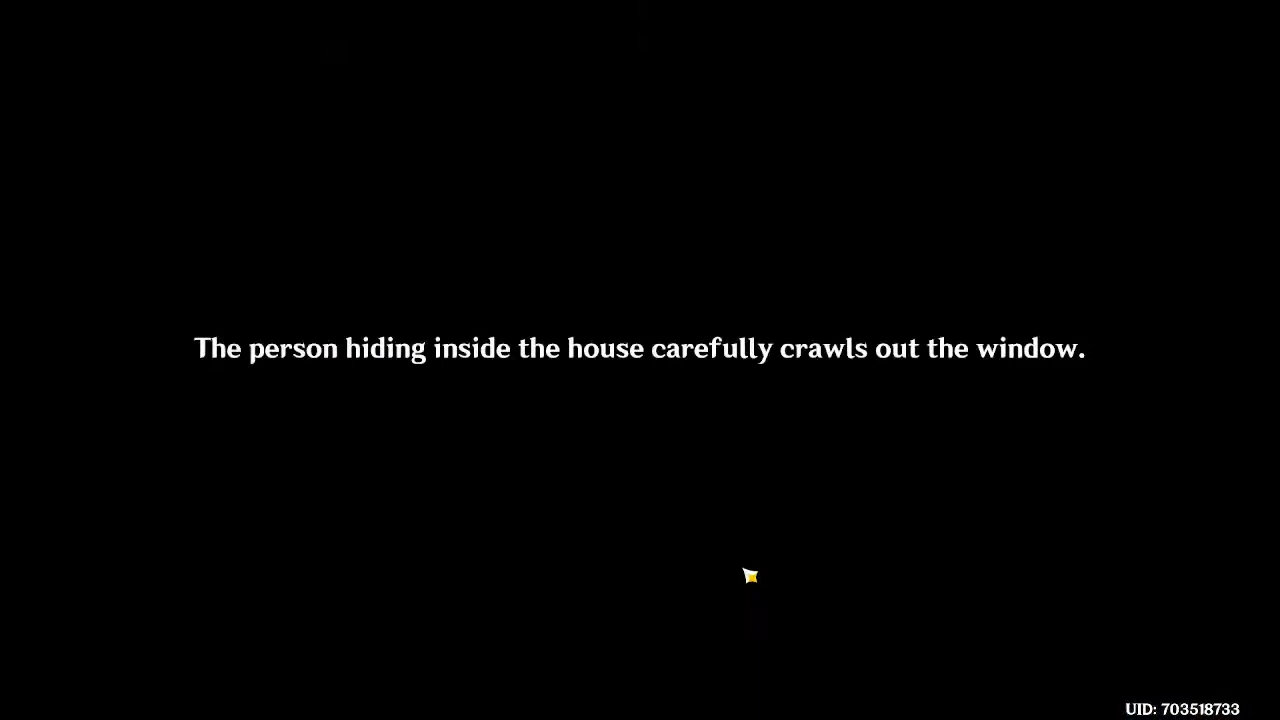 The person hiding inside the house carefully crawls out the window.
UID: 703518733